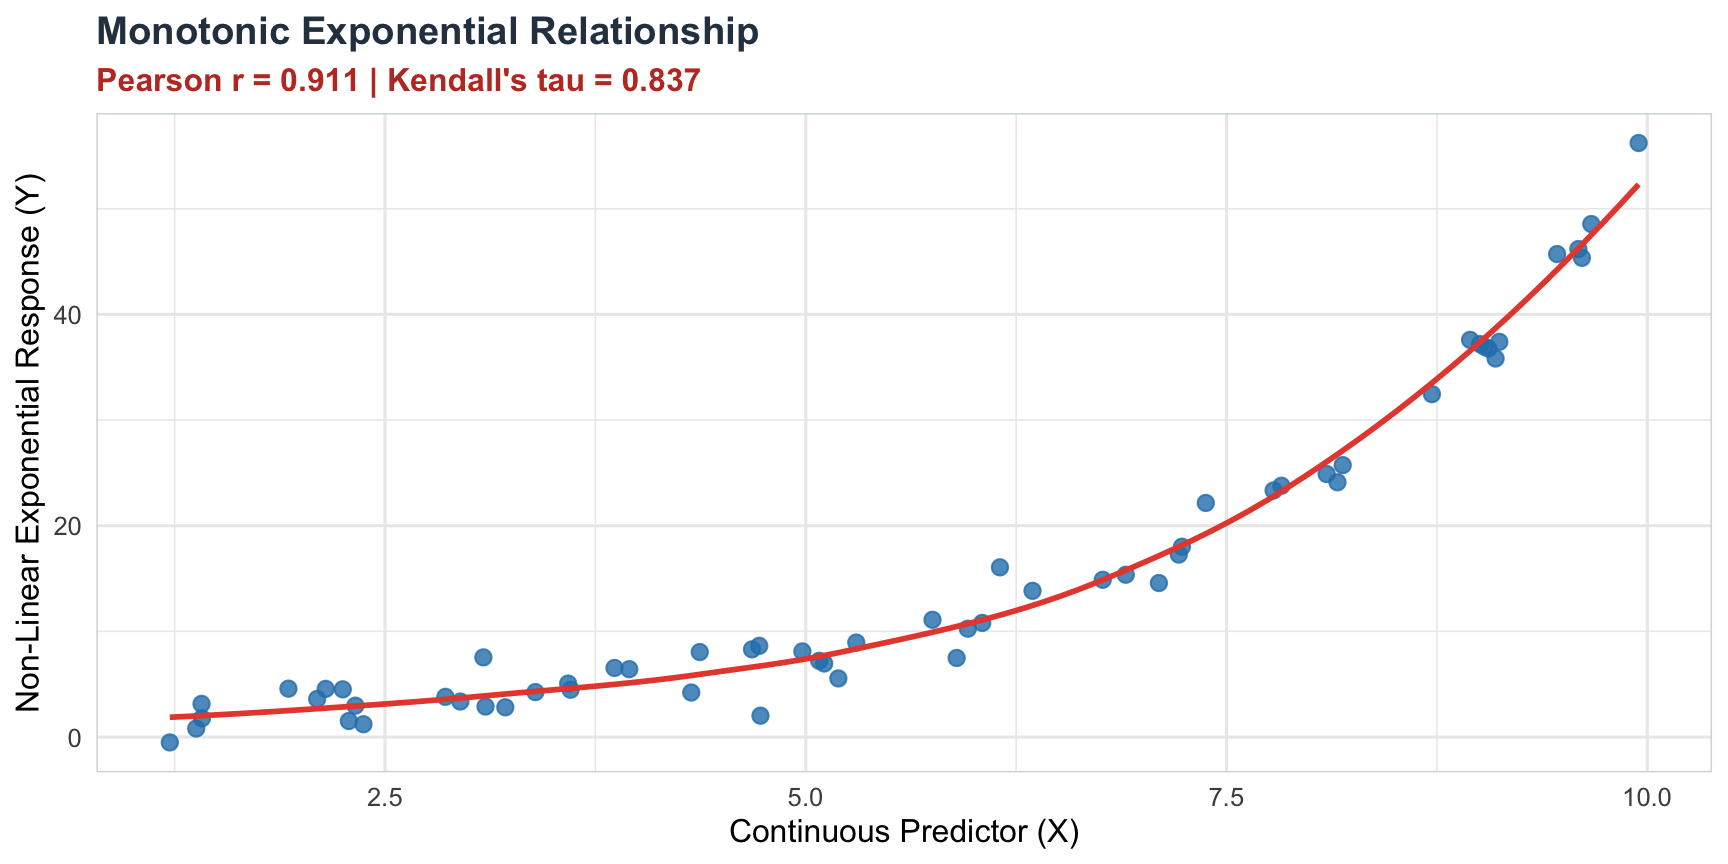 Monotonic Exponential Relationship
Pearson r = 0.911 | Kendall's tau = 0.837
Non-Linear Exponential Response (Y)
40
20
0
2.5 5.0 7.5 10.0
Continuous Predictor (X)